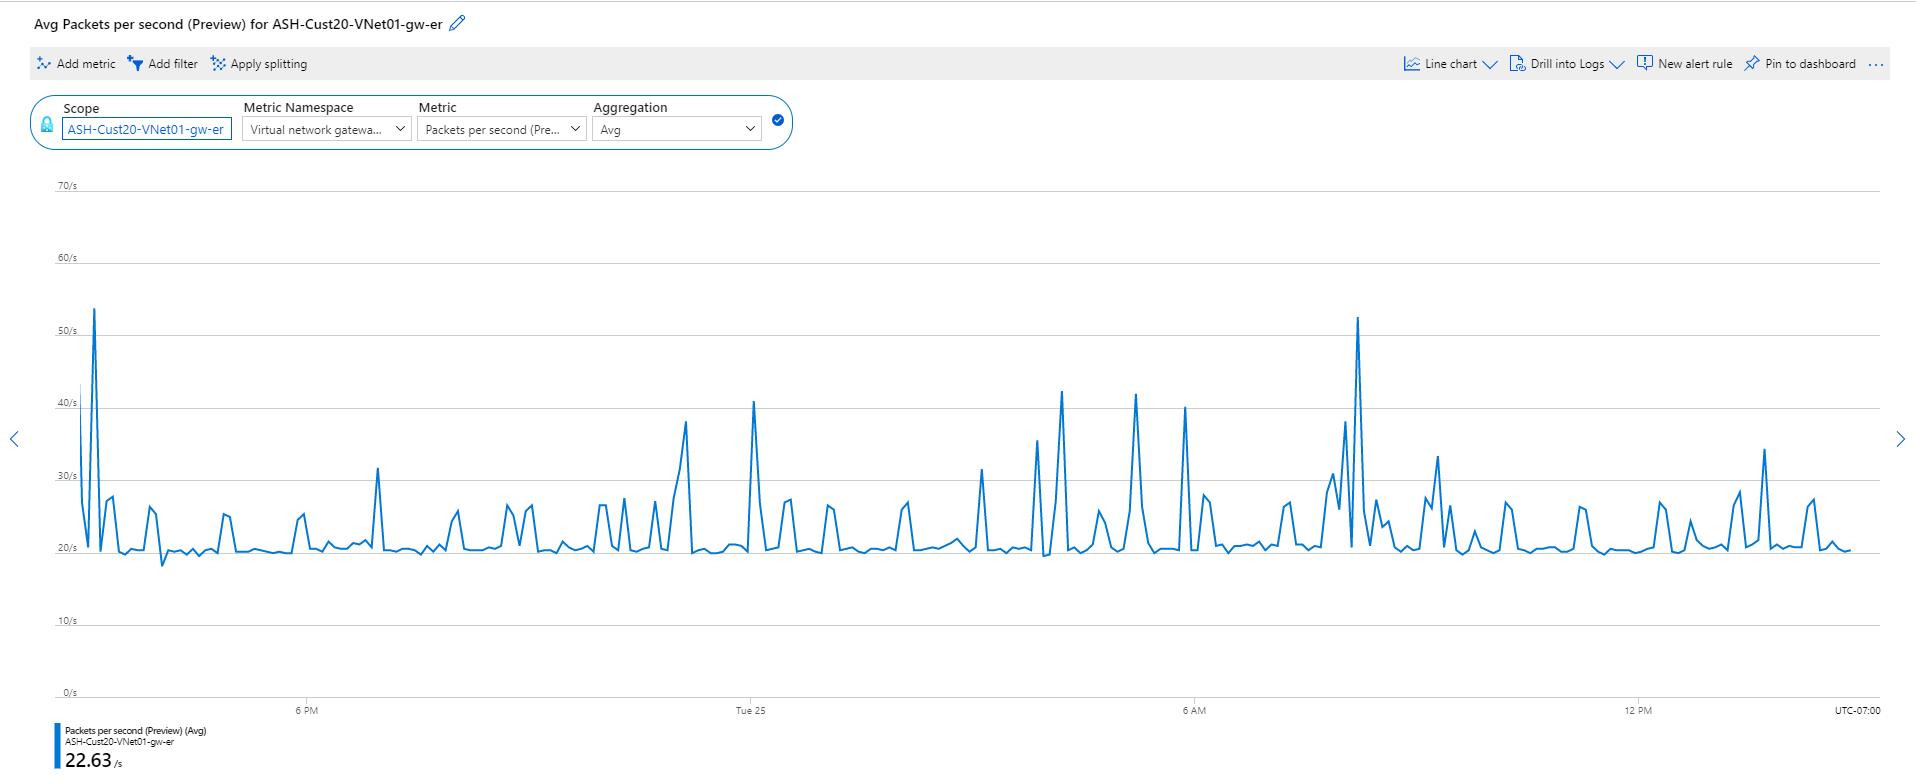 Avg Packets per second (Preview) for ASH-Cust20-VNet01-gw-er
Add metric Add filter Apply splitting Line chart Drill into Logs New alert rule Pin to dashboard ...
Scope Metric Namespace Metric Aggregation
ASH-Cust20-VNet01-gw-er Virtual network gatewa... Packets per second (Pre... Avg
70/s
60/s
50/s
40/s
30/s
20/s
10/s
0/s
6 PM Tue 25 6 AM 12 PM UTC-07:00
Packets per second (Preview) (Avg)
ASH-Cust20-VNet01-gw-er
22.63 /s